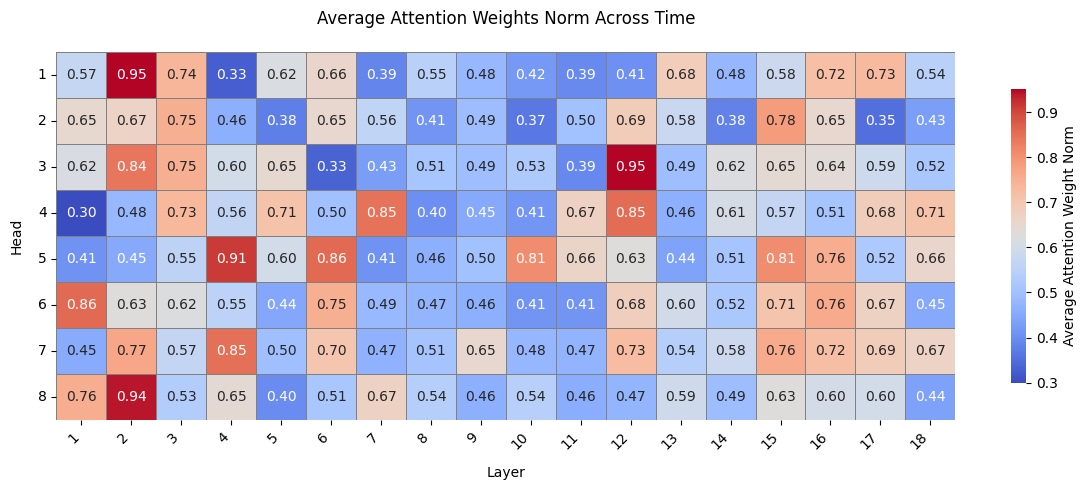 Average Attention Weights Norm Across Time
1 0.57 0.95 0.74 0.33 0.62 0.66 0.39 0.55 0.48 0.42 0.39 0.41 0.68 0.48 0.58 0.72 0.73 0.54
2 0.65 0.67 0.75 0.46 0.38 0.65 0.56 0.41 0.49 0.37 0.50 0.69 0.58 0.38 0.78 0.65 0.35 0.43
3 0.62 0.84 0.75 0.60 0.65 0.33 0.43 0.51 0.49 0.53 0.39 0.95 0.49 0.62 0.65 0.64 0.59 0.52
4 0.30 0.48 0.73 0.56 0.71 0.50 0.85 0.40 0.45 0.41 0.67 0.85 0.46 0.61 0.57 0.51 0.68 0.71
5 0.41 0.45 0.55 0.91 0.60 0.86 0.41 0.46 0.50 0.81 0.66 0.63 0.44 0.51 0.81 0.76 0.52 0.66
6 0.86 0.63 0.62 0.55 0.44 0.75 0.49 0.47 0.46 0.41 0.41 0.68 0.60 0.52 0.71 0.76 0.67 0.45
7 0.45 0.77 0.57 0.85 0.50 0.70 0.47 0.51 0.65 0.48 0.47 0.73 0.54 0.58 0.76 0.72 0.69 0.67
8 0.76 0.94 0.53 0.65 0.40 0.51 0.67 0.54 0.46 0.54 0.46 0.47 0.59 0.49 0.63 0.60 0.60 0.44
Head
1 2 3 4 5 6 7 8 9 10 11 12 13 14 15 16 17 18
Layer
0.9
0.8
0.7
0.6
0.5
0.4
0.3
Average Attention Weight Norm